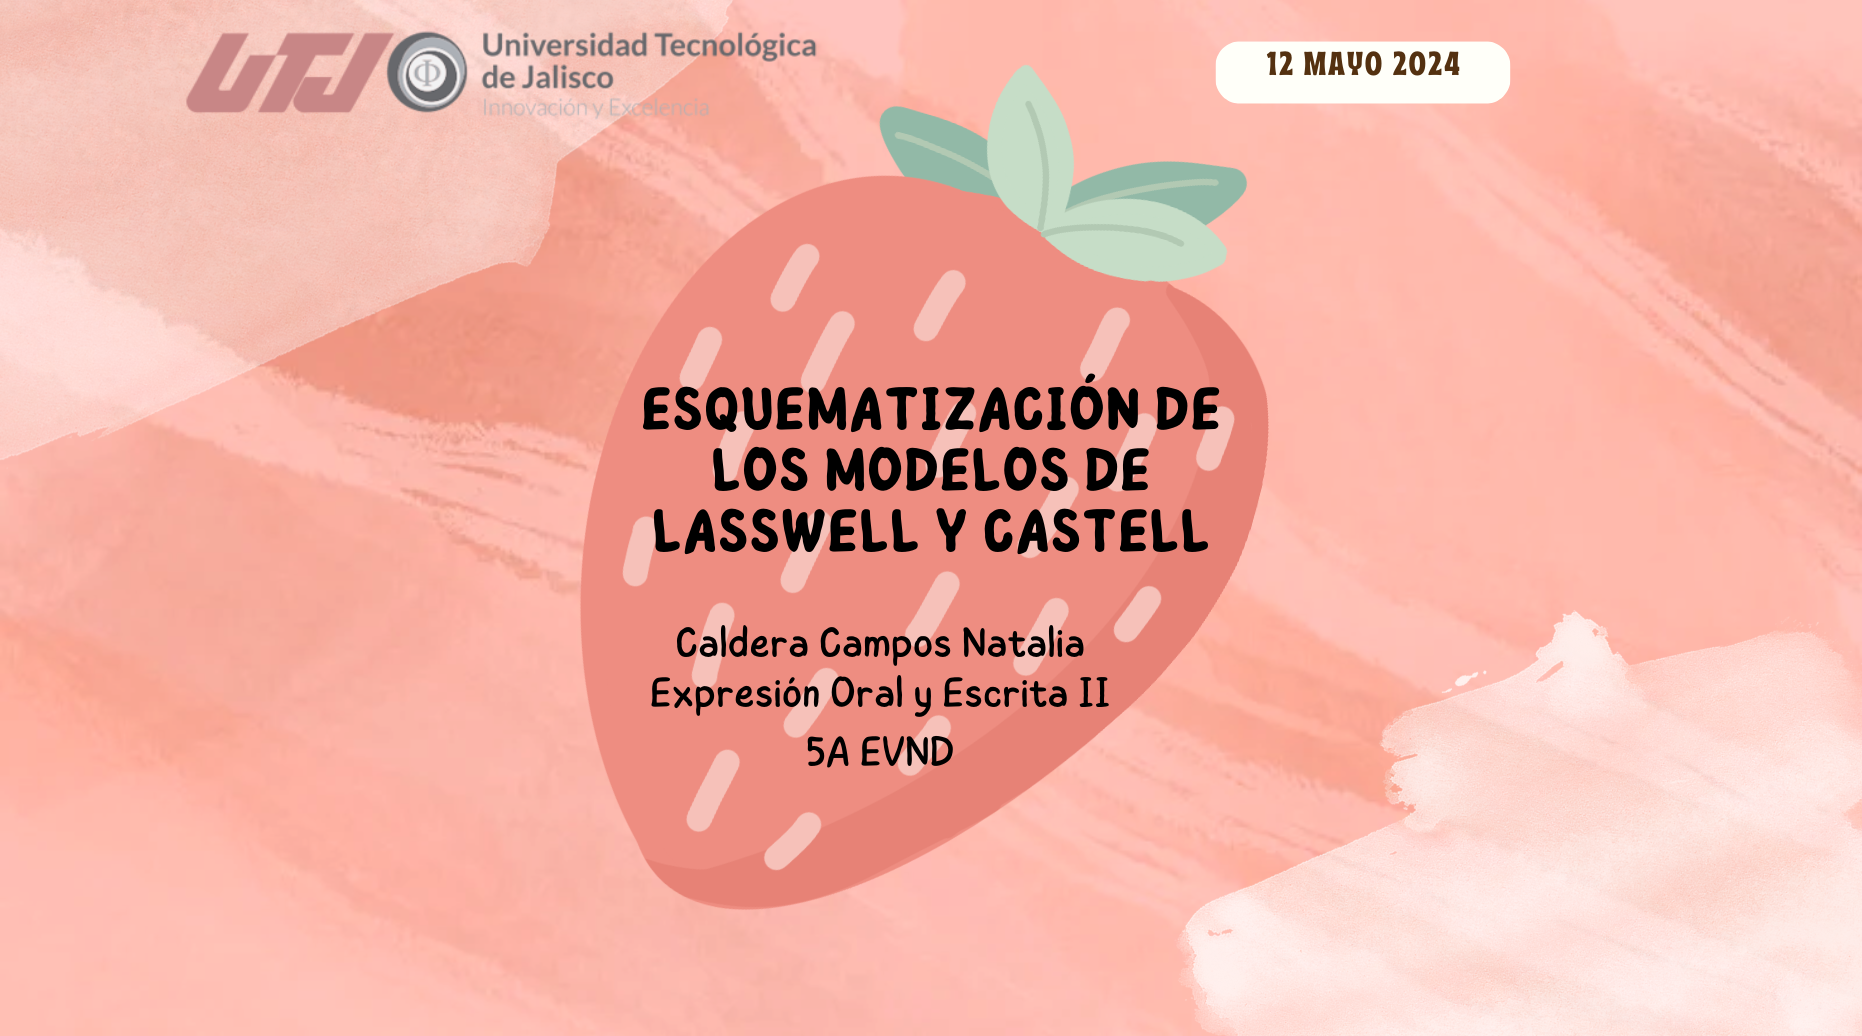 UTJ
Universidad Tecnológica
de Jalisco
Innovación y Excelencia
12 MAYO 2024
ESQUEMATIZACIÓN DE
LOS MODELOS DE
LASSWELL Y CASTELL
Caldera Campos Natalia
Expresión Oral y Escrita II
5A EVND